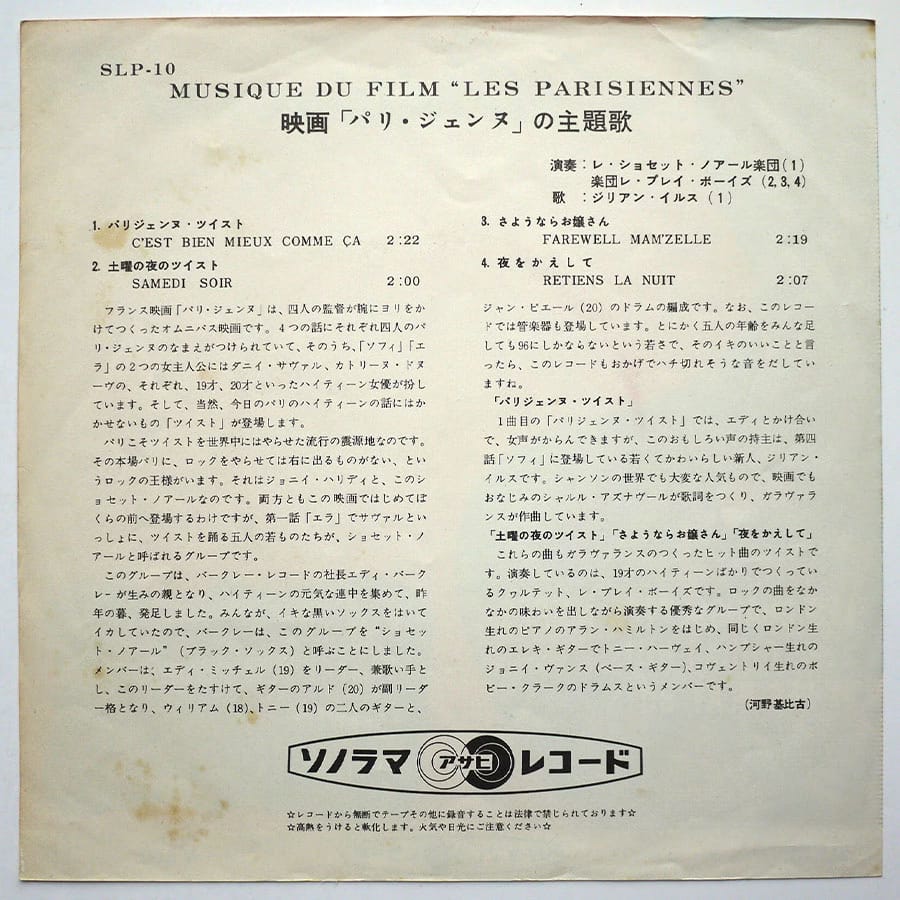 SLP-10
MUSIQUE DU FILM “LES PARISIENNES”
映画「パリ・ジェンヌ」の主題歌
演奏：レ・ショセット・ノアール楽団(1)
楽団レ・プレイ・ボーイズ (2,3,4)
歌 ：ジリアン・イルス (1)
1. パリジェンヌ・ツイスト
C'EST BIEN MIEUX COMME ÇA 2:22
2. 土曜の夜のツイスト
SAMEDI SOIR 2:00
フランス映画「パリ・ジェンヌ」は、四人の監督が腕にヨリをか
けてつくったオムニバス映画です。4つの話にそれぞれ四人のパ
リ・ジェンヌのなまえがつけられていて、そのうち、「ソフィ」「エ
ラ」の2つの女主人公にはダニイ・サヴァル、カトリーヌ・ドヌ
ーヴの、それぞれ、19才、20才といったハイティーン女優が扮し
ています。そして、当然、今日のパリのハイティーンの話にはか
かせないもの「ツイスト」が登場します。
パリこそツイストを世界中にはやらせた流行の震源地なのです。
その本場パリに、ロックをやらせては右に出るものがない、とい
うロックの王様がいます。それはジョニイ・ハリディと、このシ
ョセット・ノアールなのです。両方ともこの映画ではじめてぼ
くらの前へ登場するわけですが、第一話「エラ」でサヴァルとい
っしょに、ツイストを踊る五人の若ものたちが、ショセット・ノ
アールと呼ばれるグループです。
このグループは、バークレー・レコードの社長エディ・バーク
レーが生みの親となり、ハイティーンの元気な連中を集めて、昨
年の暮、発足しました。みんなが、イキな黒いソックスをはいて
イカしていたので、バークレーは、このグループを“ショセッ
ト・ノアール”（ブラック・ソックス）と呼ぶことにしました。
メンバーは、エディ・ミッチェル (19) をリーダー、兼歌い手と
し、このリーダーをたすけて、ギターのアルド (20) が副リーダ
ー格となり、ウィリアム (18)、トニー (19) の二人のギターと、
3. さようならお嬢さん
FAREWELL MAM'ZELLE 2:19
4. 夜をかえして
RETIENS LA NUIT 2:07
ジャン・ピエール (20) のドラムの編成です。なお、このレコー
ドでは管楽器も登場しています。とにかく五人の年齢をみんな足
しても96にしかならないという若さで、そのイキのいいことと言
ったら、このレコードもおかげでハチ切れそうな音をだしてい
ますね。
「パリジェンヌ・ツイスト」
1曲目の「パリジェンヌ・ツイスト」では、エディとかけ合い
で、女声がからんできますが、このおもしろい声の持主は、第四
話「ソフィ」に登場している若くてかわいらしい新人、ジリアン・
イルスです。シャンソンの世界でも大変な人気もので、映画でも
おなじみのシャルル・アズナヴールが歌詞をつくり、ガラヴァラ
ンスが作曲しています。
「土曜の夜のツイスト」「さようならお嬢さん」「夜をかえして」
これらの曲もガラヴァランスのつくったヒット曲のツイストで
す。演奏しているのは、19才のハイティーンばかりでつくってい
るクヮルテット、レ・プレイ・ボーイズです。ロックの曲をなか
なかの味わいを出しながら演奏する優秀なグループで、ロンドン
生れのピアノのアラン・ハミルトンをはじめ、同じくロンドン生
れのエレキ・ギターでトニー・ハーヴェイ、ハンプシャー生れの
ジョニイ・ヴァンス（ベース・ギター)、コヴェントリイ生れのボ
ビー・クラークのドラムスというメンバーです。
(河野基比古)
ソノラマ アサヒ レコード
☆レコードから無断でテープその他に録音することは法律で禁じられております☆
☆高熱をうけると軟化します。火気や日光にご注意ください☆